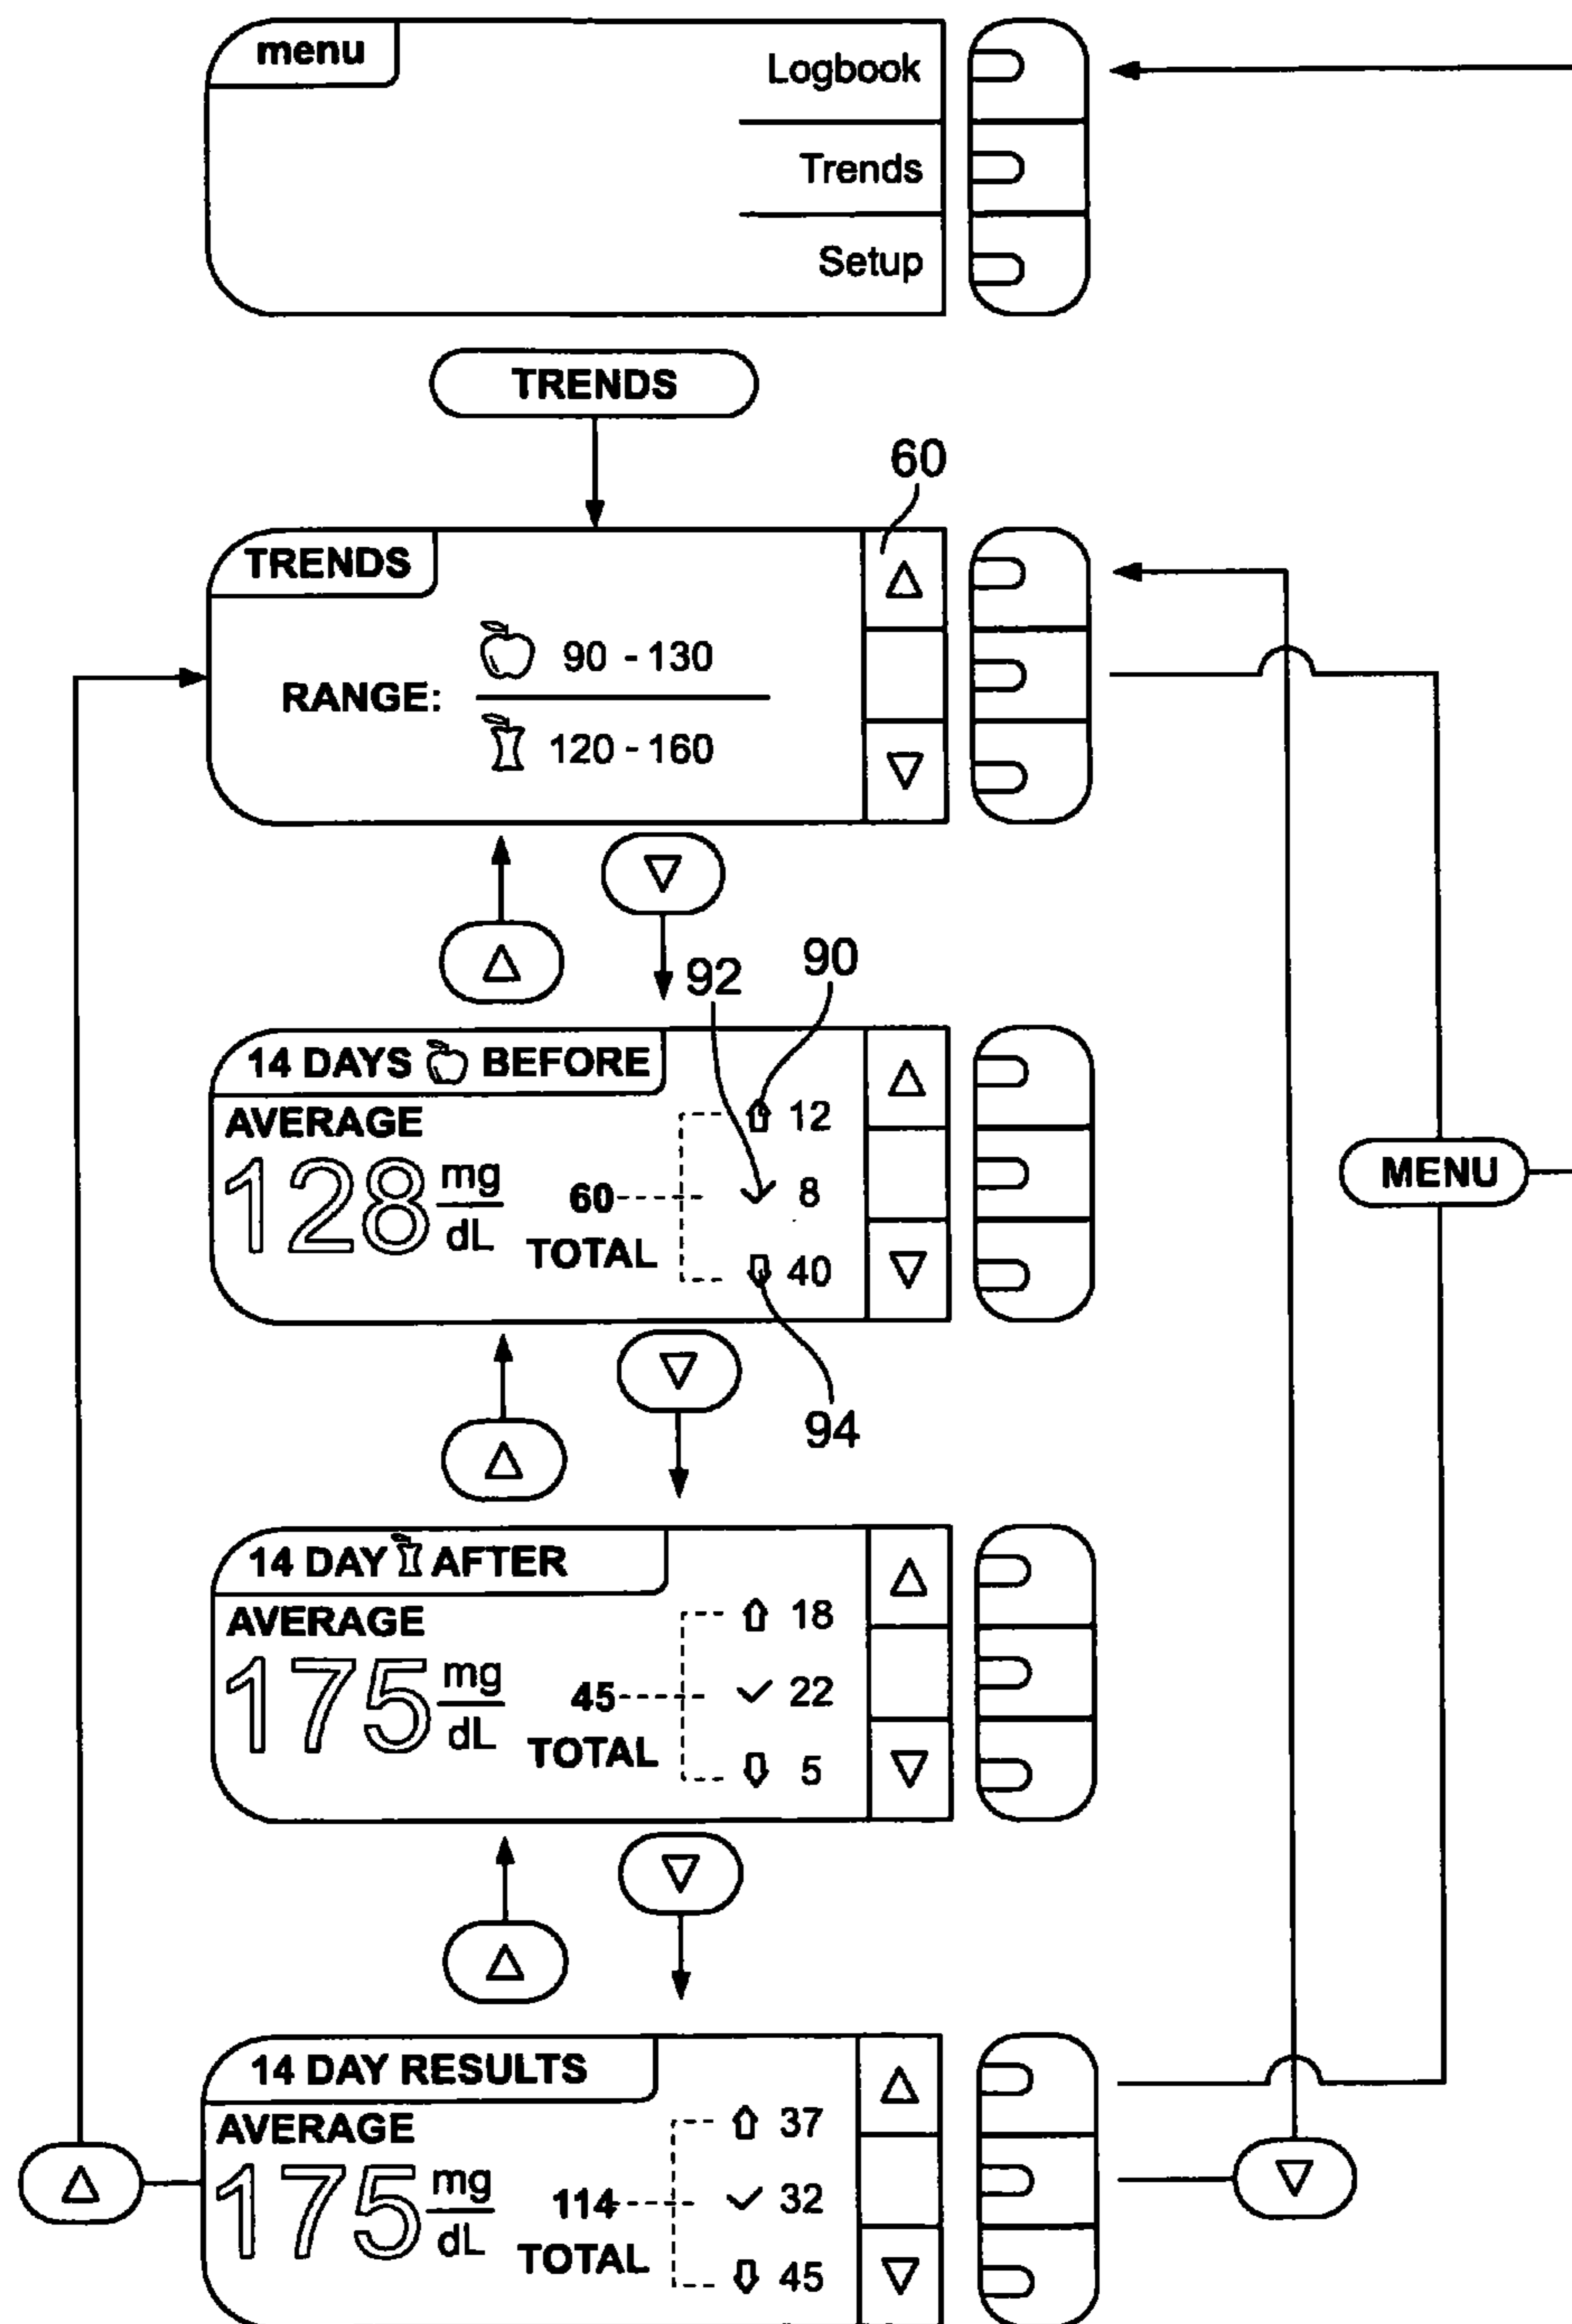 menu
Logbook
Trends
Setup
TRENDS
60
TRENDS
RANGE:
90 - 130
120 - 160
92
90
14 DAYS BEFORE
AVERAGE
128 mg/dL
60
TOTAL
12
8
40
MENU
94
14 DAY AFTER
AVERAGE
175 mg/dL
45
TOTAL
18
22
5
14 DAY RESULTS
AVERAGE
175 mg/dL
114
TOTAL
37
32
45